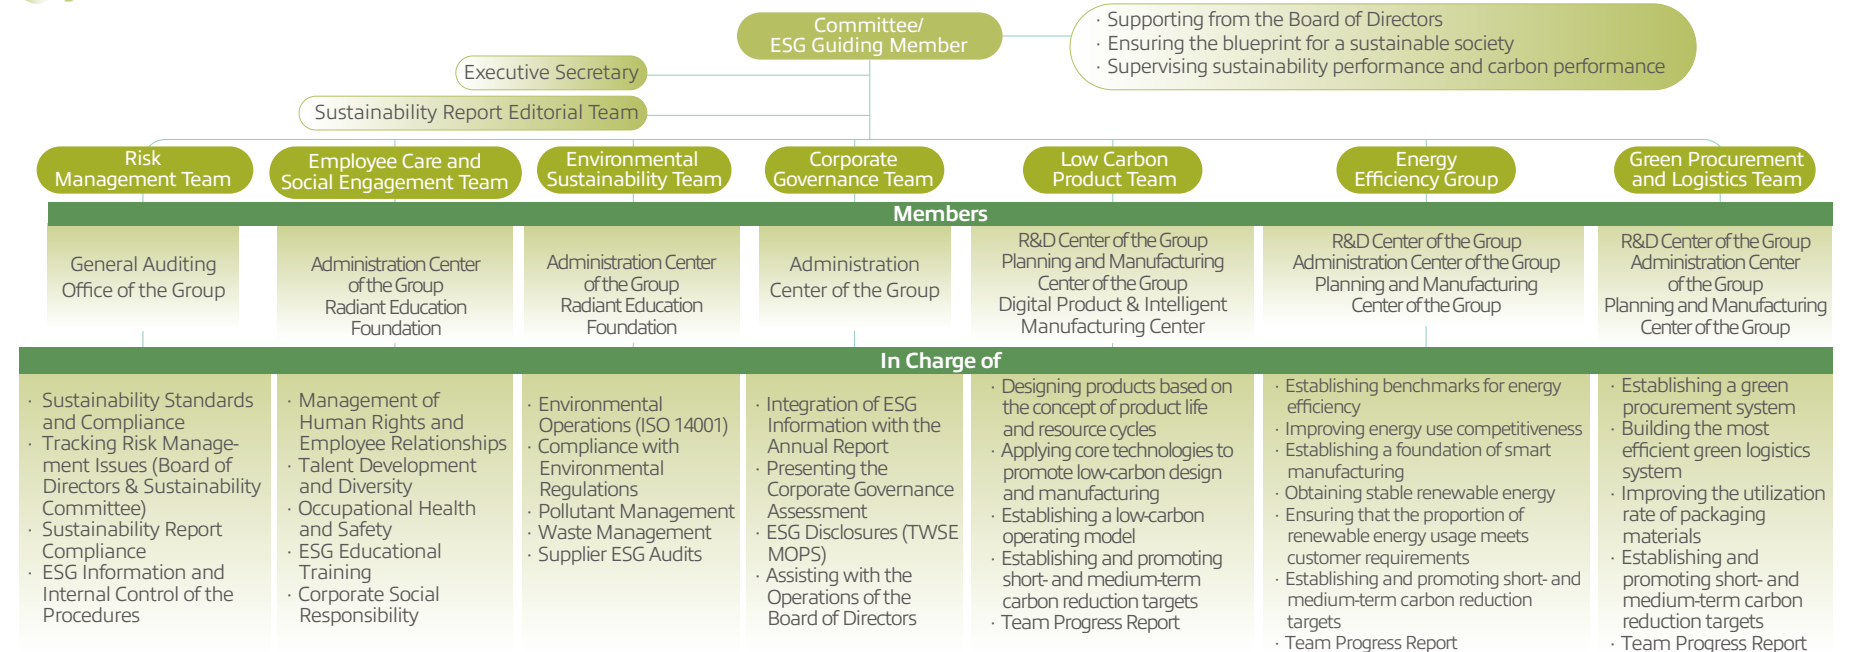 Committee/
ESG Guiding Member
· Supporting from the Board of Directors
· Ensuring the blueprint for a sustainable society
· Supervising sustainability performance and carbon performance
Executive Secretary
Sustainability Report Editorial Team
Risk
Management Team
Employee Care and
Social Engagement Team
Environmental
Sustainability Team
Corporate
Governance Team
Low Carbon
Product Team
Energy
Efficiency Group
Green Procurement
and Logistics Team
Members
General Auditing
Office of the Group
Administration Center
of the Group
Radiant Education
Foundation
Administration Center
of the Group
Radiant Education
Foundation
Administration
Center of the Group
R&D Center of the Group
Planning and Manufacturing
Center of the Group
Digital Product & Intelligent
Manufacturing Center
R&D Center of the Group
Administration Center of the Group
Planning and Manufacturing
Center of the Group
R&D Center of the Group
Administration Center
of the Group
Planning and Manufacturing
Center of the Group
In Charge of
· Sustainability Standards
and Compliance
· Tracking Risk Manage-
ment Issues (Board of
Directors & Sustainability
Committee)
· Sustainability Report
Compliance
· ESG Information and
Internal Control of the
Procedures
· Management of
Human Rights and
Employee Relationships
· Talent Development
and Diversity
· Occupational Health
and Safety
· ESG Educational
Training
· Corporate Social
Responsibility
· Environmental
Operations (ISO 14001)
· Compliance with
Environmental
Regulations
· Pollutant Management
· Waste Management
· Supplier ESG Audits
· Integration of ESG
Information with the
Annual Report
· Presenting the
Corporate Governance
Assessment
· ESG Disclosures (TWSE
MOPS)
· Assisting with the
Operations of the
Board of Directors
· Designing products based on
the concept of product life
and resource cycles
· Applying core technologies to
promote low-carbon design
and manufacturing
· Establishing a low-carbon
operating model
· Establishing and promoting
short- and medium-term
carbon reduction targets
· Team Progress Report
· Establishing benchmarks for energy
efficiency
· Improving energy use competitiveness
· Establishing a foundation of smart
manufacturing
· Obtaining stable renewable energy
· Ensuring that the proportion of
renewable energy usage meets
customer requirements
· Establishing and promoting short- and
medium-term carbon reduction
targets
· Team Progress Report
· Establishing a green
procurement system
· Building the most
efficient green logistics
system
· Improving the utilization
rate of packaging
materials
· Establishing and
promoting short- and
medium-term carbon
reduction targets
· Team Progress Report